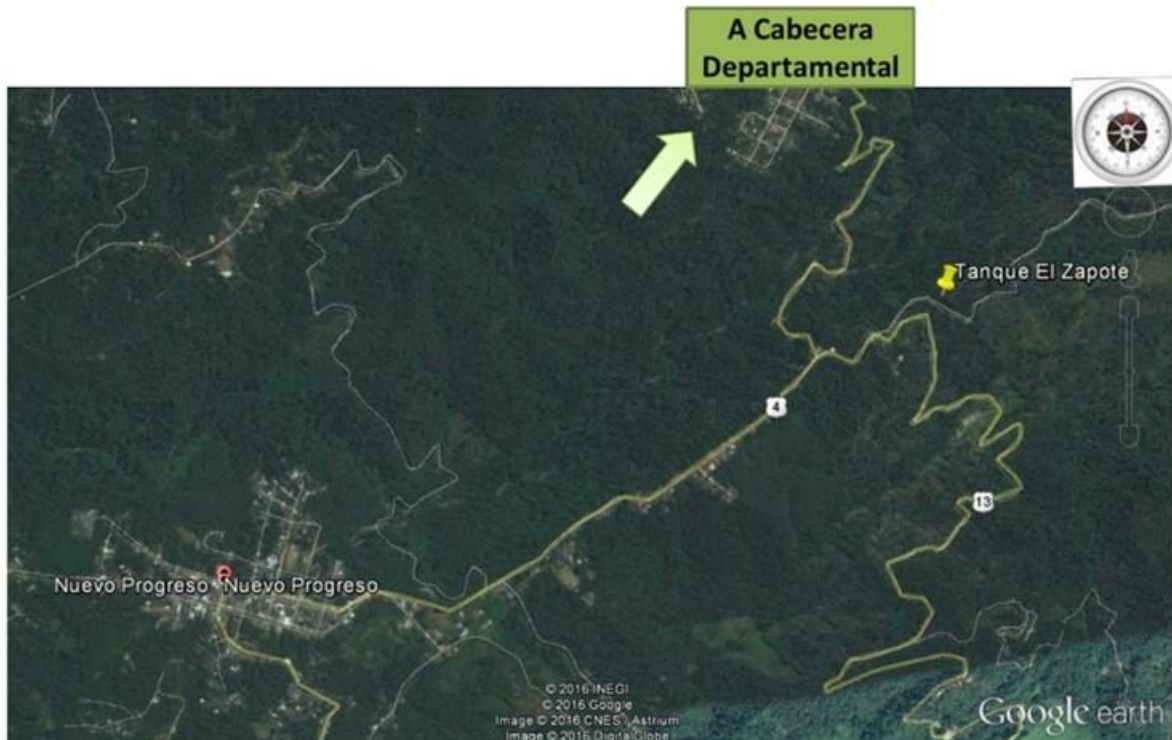 A Cabecera
Departamental
Tanque El Zapote
4
13
Nuevo Progreso Nuevo Progreso
© 2016 INEGI
© 2016 Google
Image © 2016 CNES / Astrium
Image © 2016 DigitalGlobe
Google earth